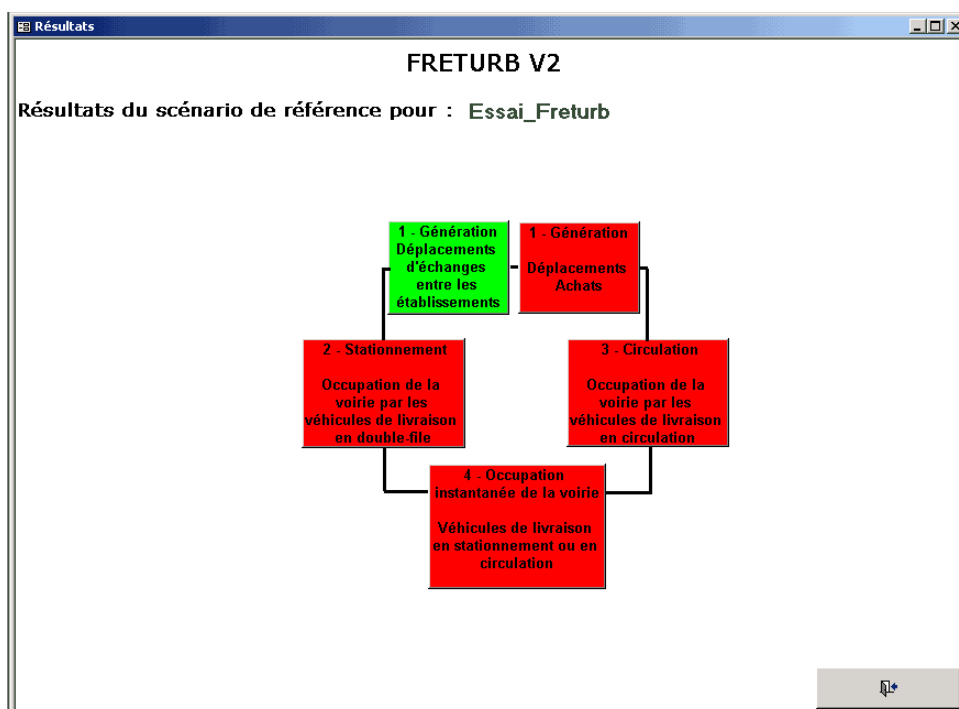 Résultats
FRETURB V2
Résultats du scénario de référence pour : Essai_Freturb
1 - Génération
Déplacements
d'échanges
entre les
établissements
1 - Génération
Déplacements
Achats
2 - Stationnement
Occupation de la
voirie par les
véhicules de livraison
en double-file
3 - Circulation
Occupation de la
voirie par les
véhicules de livraison
en circulation
4 - Occupation
instantanée de la voirie
Véhicules de livraison
en stationnement ou en
circulation